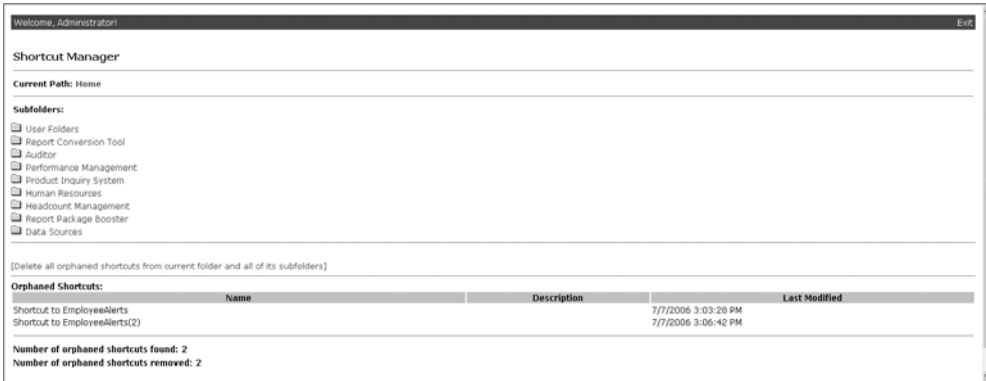 Welcome, Administrator! Exit
Shortcut Manager
Current Path: Home
Subfolders:
User Folders
Report Conversion Tool
Auditor
Performance Management
Product Inquiry System
Human Resources
Headcount Management
Report Package Booster
Data Sources
[Delete all orphaned shortcuts from current folder and all of its subfolders]
Orphaned Shortcuts:
Name Description Last Modified
Shortcut to EmployeeAlerts 7/7/2006 3:03:28 PM
Shortcut to EmployeeAlerts(2) 7/7/2006 3:06:42 PM
Number of orphaned shortcuts found: 2
Number of orphaned shortcuts removed: 2